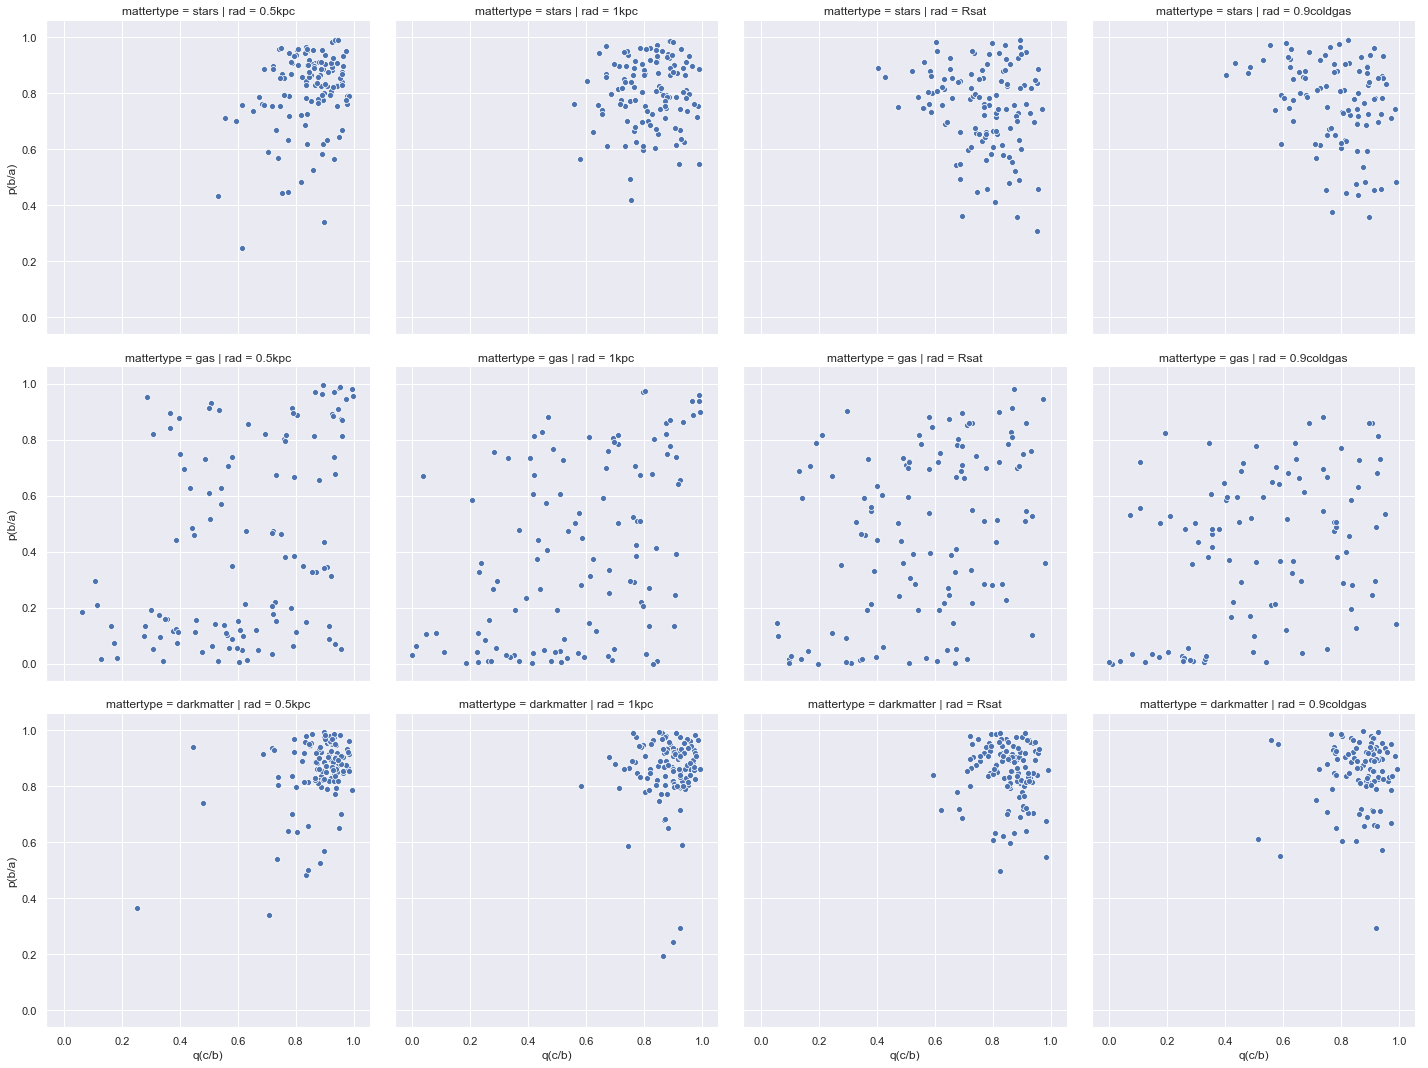 mattertype = stars | rad = 0.5kpc
mattertype = stars | rad = 1kpc
mattertype = stars | rad = Rsat
mattertype = stars | rad = 0.9coldgas
1.0
0.8
0.6
0.4
0.2
0.0
p(b/a)
mattertype = gas | rad = 0.5kpc
mattertype = gas | rad = 1kpc
mattertype = gas | rad = Rsat
mattertype = gas | rad = 0.9coldgas
1.0
0.8
0.6
0.4
0.2
0.0
p(b/a)
mattertype = darkmatter | rad = 0.5kpc
mattertype = darkmatter | rad = 1kpc
mattertype = darkmatter | rad = Rsat
mattertype = darkmatter | rad = 0.9coldgas
1.0
0.8
0.6
0.4
0.2
0.0
p(b/a)
0.0 0.2 0.4 0.6 0.8 1.0
q(c/b)
0.0 0.2 0.4 0.6 0.8 1.0
q(c/b)
0.0 0.2 0.4 0.6 0.8 1.0
q(c/b)
0.0 0.2 0.4 0.6 0.8 1.0
q(c/b)